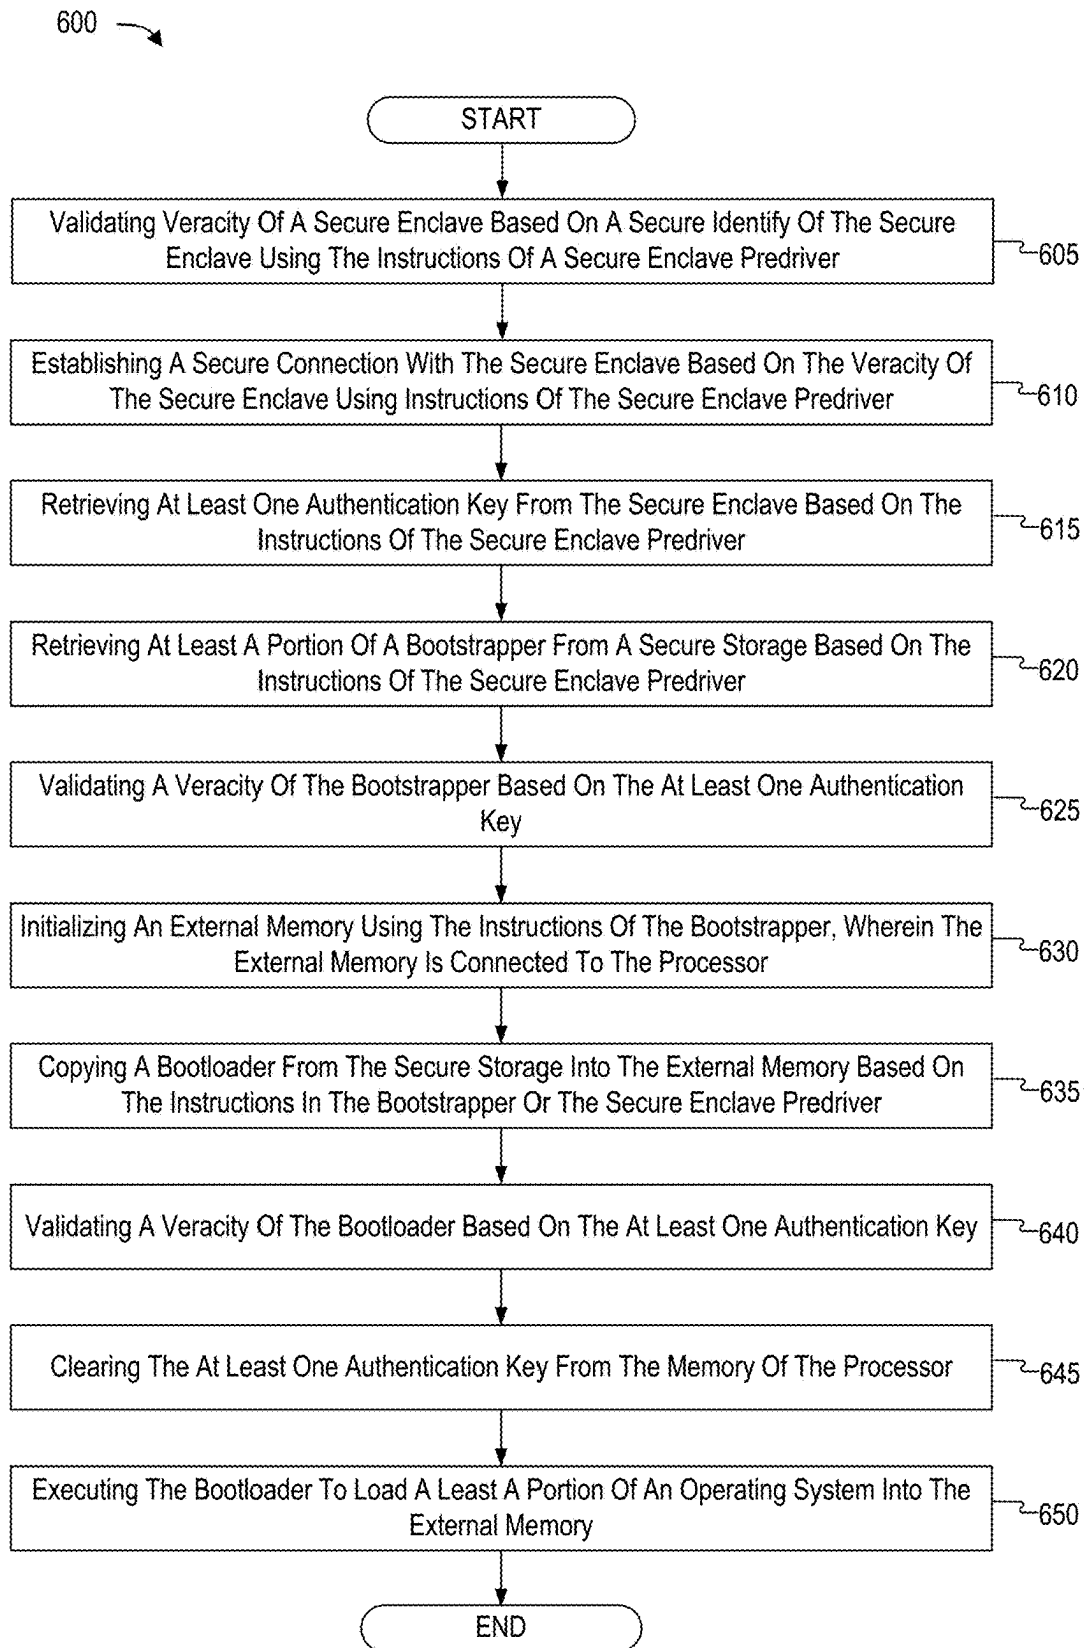 600
START
Validating Veracity Of A Secure Enclave Based On A Secure Identify Of The Secure
Enclave Using The Instructions Of A Secure Enclave Predriver
605
Establishing A Secure Connection With The Secure Enclave Based On The Veracity Of
The Secure Enclave Using Instructions Of The Secure Enclave Predriver
610
Retrieving At Least One Authentication Key From The Secure Enclave Based On The
Instructions Of The Secure Enclave Predriver
615
Retrieving At Least A Portion Of A Bootstrapper From A Secure Storage Based On The
Instructions Of The Secure Enclave Predriver
620
Validating A Veracity Of The Bootstrapper Based On The At Least One Authentication
Key
625
Initializing An External Memory Using The Instructions Of The Bootstrapper, Wherein The
External Memory Is Connected To The Processor
630
Copying A Bootloader From The Secure Storage Into The External Memory Based On
The Instructions In The Bootstrapper Or The Secure Enclave Predriver
635
Validating A Veracity Of The Bootloader Based On The At Least One Authentication Key
640
Clearing The At Least One Authentication Key From The Memory Of The Processor
645
Executing The Bootloader To Load A Least A Portion Of An Operating System Into The
External Memory
650
END